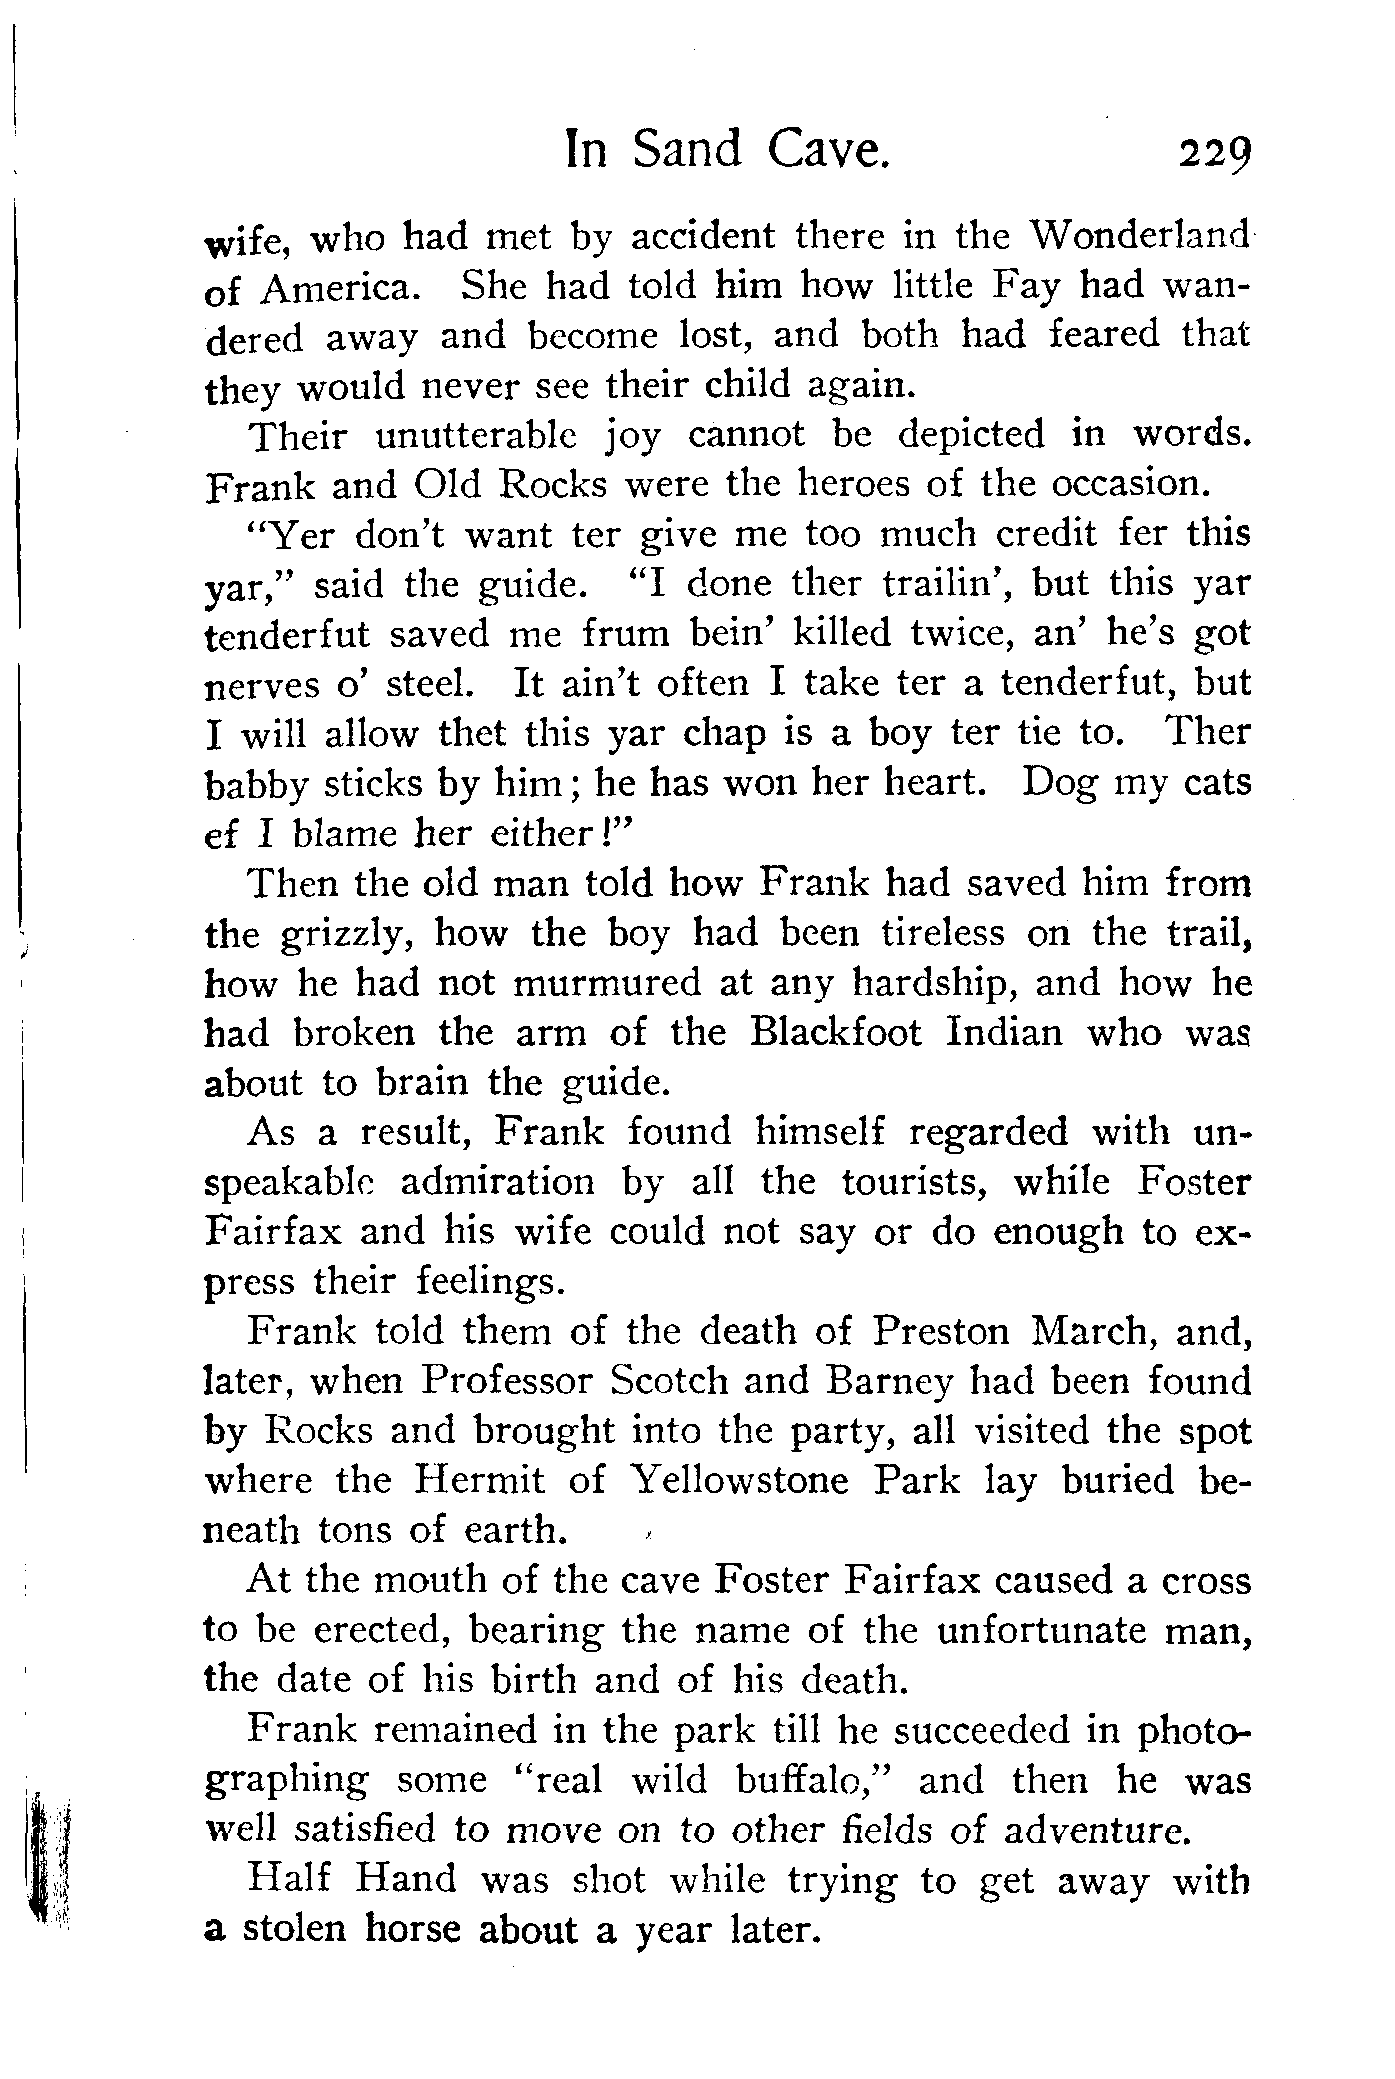 In Sand Cave. 229
wife, who had met by accident there in the Wonderland
of America. She had told him how little Fay had wan-
dered away and become lost, and both had feared that
they would never see their child again.
Their unutterable joy cannot be depicted in words.
Frank and Old Rocks were the heroes of the occasion.
“Yer don’t want ter give me too much credit fer this
yar,” said the guide. “I done ther trailin’, but this yar
tenderfut saved me frum bein’ killed twice, an’ he’s got
nerves o’ steel. It ain’t often I take ter a tenderfut, but
I will allow thet this yar chap is a boy ter tie to. Ther
babby sticks by him; he has won her heart. Dog my cats
ef I blame her either!”
Then the old man told how Frank had saved him from
the grizzly, how the boy had been tireless on the trail,
how he had not murmured at any hardship, and how he
had broken the arm of the Blackfoot Indian who was
about to brain the guide.
As a result, Frank found himself regarded with un-
speakable admiration by all the tourists, while Foster
Fairfax and his wife could not say or do enough to ex-
press their feelings.
Frank told them of the death of Preston March, and,
later, when Professor Scotch and Barney had been found
by Rocks and brought into the party, all visited the spot
where the Hermit of Yellowstone Park lay buried be-
neath tons of earth.
At the mouth of the cave Foster Fairfax caused a cross
to be erected, bearing the name of the unfortunate man,
the date of his birth and of his death.
Frank remained in the park till he succeeded in photo-
graphing some “real wild buffalo,” and then he was
well satisfied to move on to other fields of adventure.
Half Hand was shot while trying to get away with
a stolen horse about a year later.